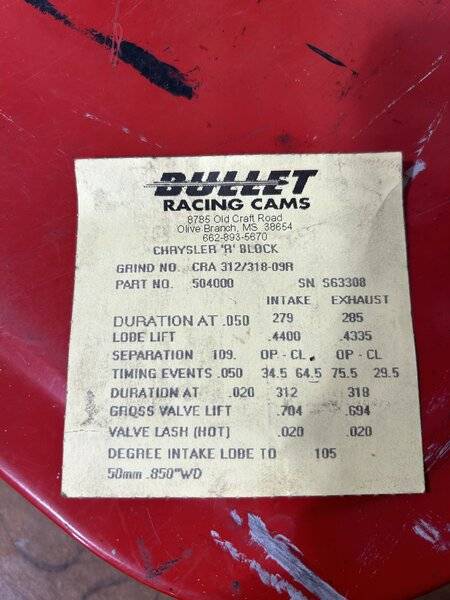 BULLET
RACING CAMS
8785 Old Craft Road
Olive Branch, MS. 38654
662-893-5670
CHRYSLER 'R' BLOCK
GRIND NO. CRA 312/318-09R
PART NO. 504000 SN S63308
INTAKE EXHAUST
DURATION AT .050 279 285
LOBE LIFT .4400 .4335
SEPARATION 109. OP - CL OP - CL
TIMING EVENTS .050 34.5 64.5 75.5 29.5
DURATION AT .020 312 318
GROSS VALVE LIFT .704 .694
VALVE LASH (HOT) .020 .020
DEGREE INTAKE LOBE TO 105
50mm .850"WD